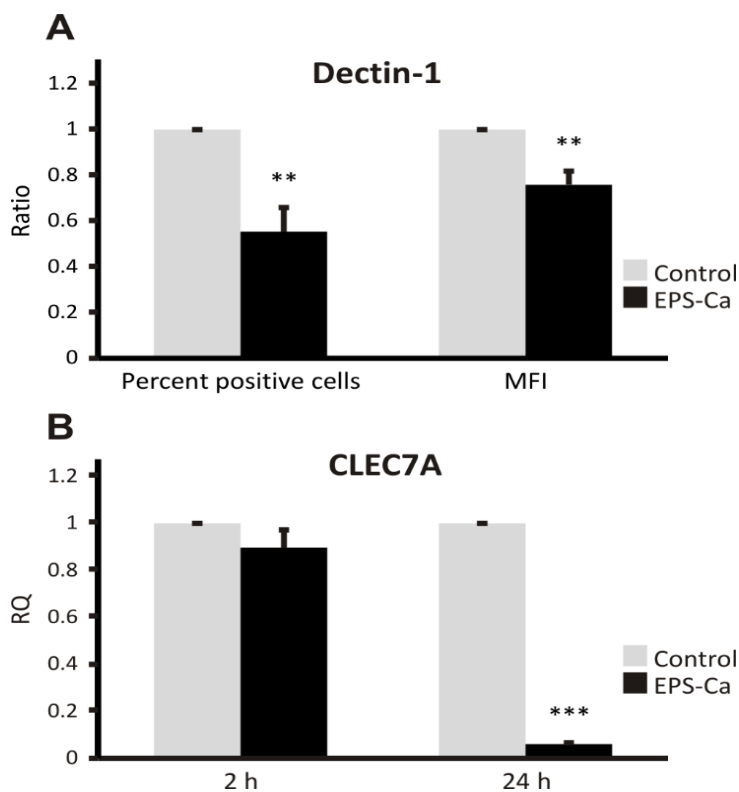 A
Dectin-1
1.2
1
**
**
0.8
Ratio
0.6
0.4
0.2
0
Control
EPS-Ca
Percent positive cells
MFI
B
CLEC7A
1.2
1
0.8
RQ
0.6
0.4
0.2
0
***
Control
EPS-Ca
2 h
24 h